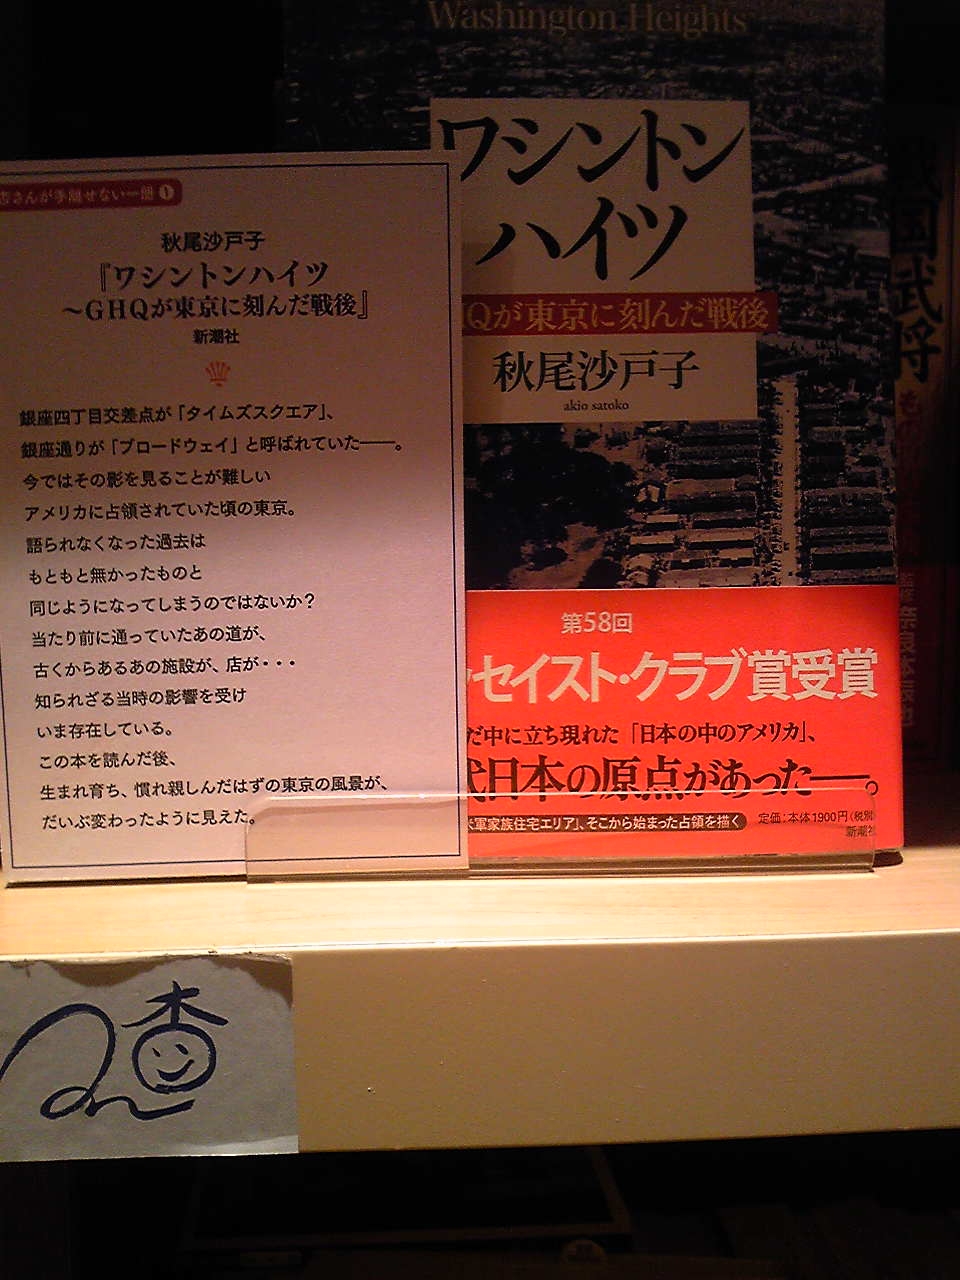 Washington Heights
ワシントン
ハイツ
Qが東京に刻んだ戦後
秋尾沙戸子
akio satoko
第58回
セイスト・クラブ賞受賞
だ中に立ち現れた「日本の中のアメリカ」、
代日本の原点があった──。
米軍家族住宅エリア」、そこから始まった占領を描く
定価:本体1900円(税別)
新潮社
さんが手離せない一冊❶
秋尾沙戸子
『ワシントンハイツ
～GHQが東京に刻んだ戦後』
新潮社
銀座四丁目交差点が「タイムズスクエア」、
銀座通りが「ブロードウェイ」と呼ばれていた──。
今ではその影を見ることが難しい
アメリカに占領されていた頃の東京。
語られなくなった過去は
もともと無かったものと
同じようになってしまうのではないか?
当たり前に通っていたあの道が、
古くからあるあの施設が、店が・・・
知られざる当時の影響を受け
いま存在している。
この本を読んだ後、
生まれ育ち、慣れ親しんだはずの東京の風景が、
だいぶ変わったように見えた。
国武将